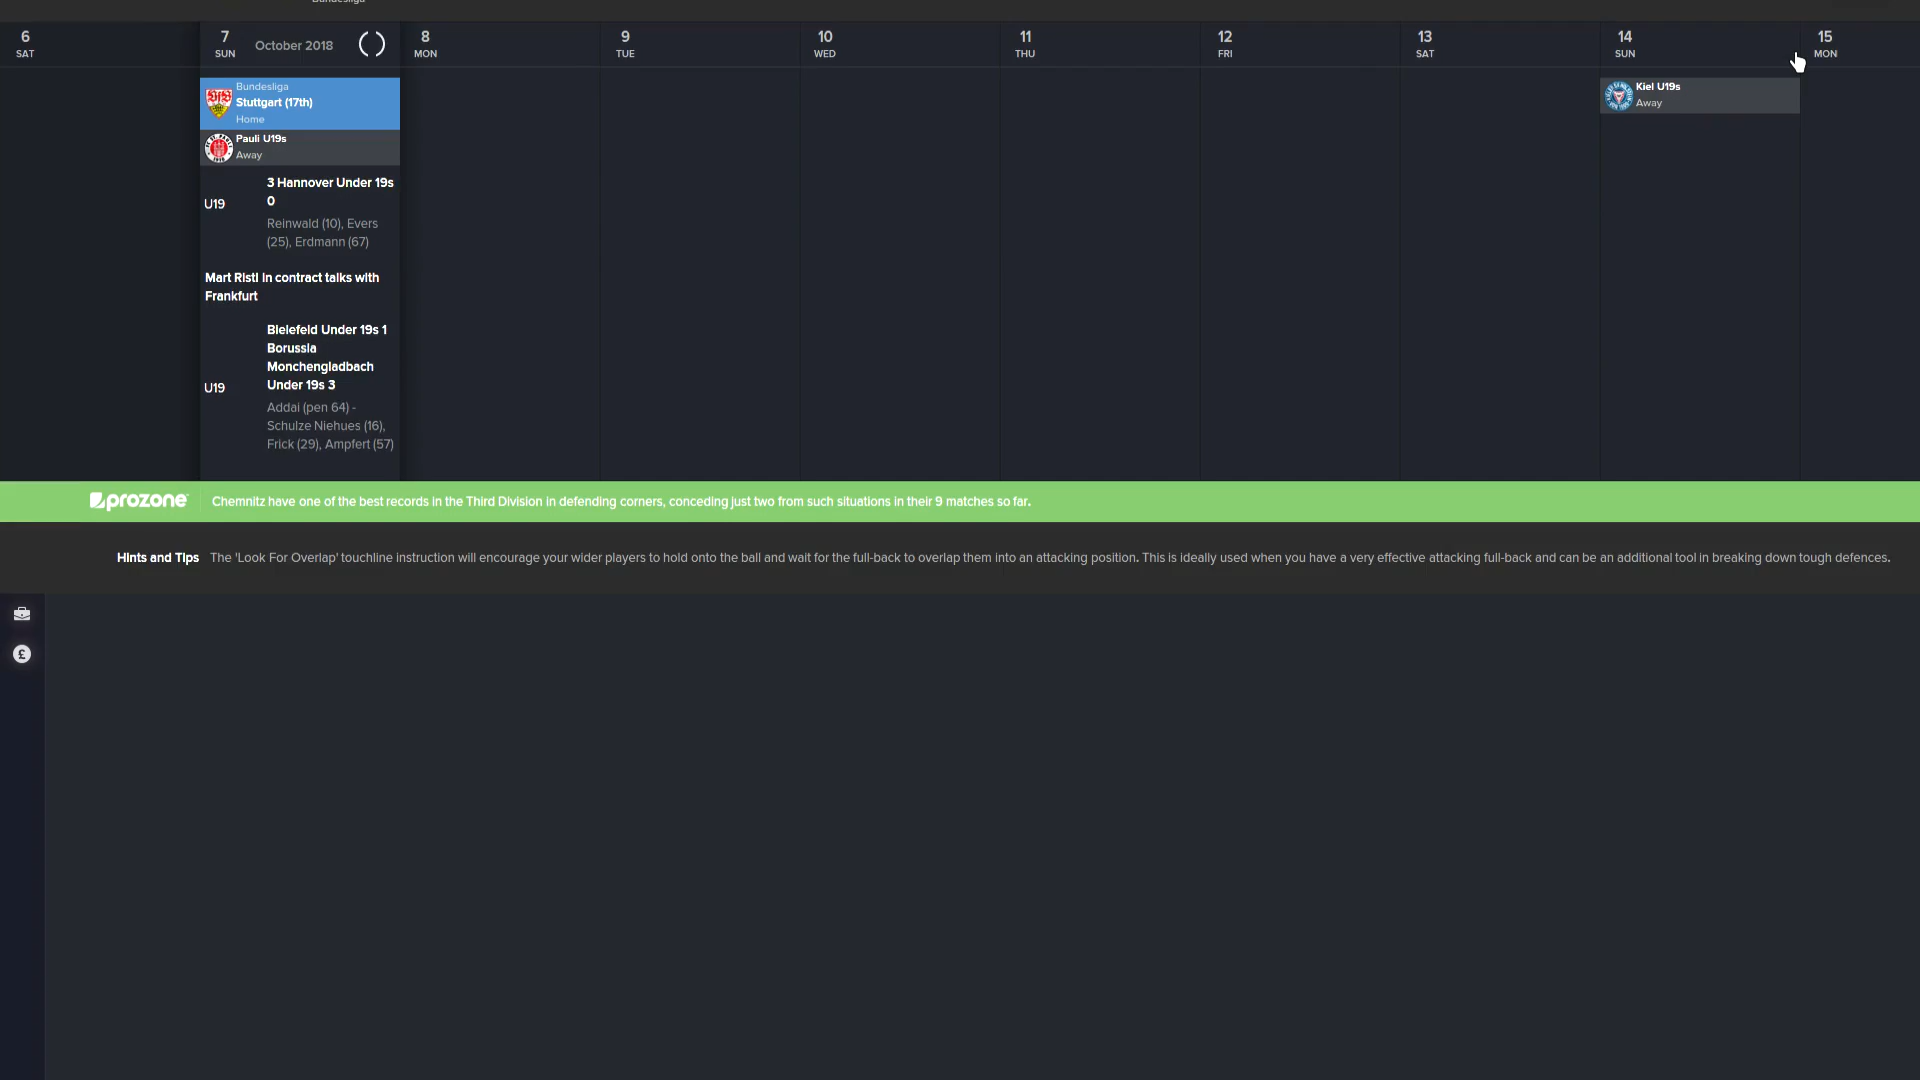 Bundesliga
6
SAT
7
SUN
October 2018
8
MON
9
TUE
10
WED
11
THU
12
FRI
13
SAT
14
SUN
15
MON
Bundesliga
Stuttgart (17th)
Home
Pauli U19s
Away
Kiel U19s
Away
U19
3 Hannover Under 19s
0
Reinwald (10), Evers
(25), Erdmann (67)
Mart Ristl in contract talks with
Frankfurt
U19
Bielefeld Under 19s 1
Borussia
Monchengladbach
Under 19s 3
Addai (pen 64) -
Schulze Niehues (16),
Frick (29), Ampfert (57)
prozone
Chemnitz have one of the best records in the Third Division in defending corners, conceding just two from such situations in their 9 matches so far.
Hints and Tips The 'Look For Overlap' touchline instruction will encourage your wider players to hold onto the ball and wait for the full-back to overlap them into an attacking position. This is ideally used when you have a very effective attacking full-back and can be an additional tool in breaking down tough defences.
£